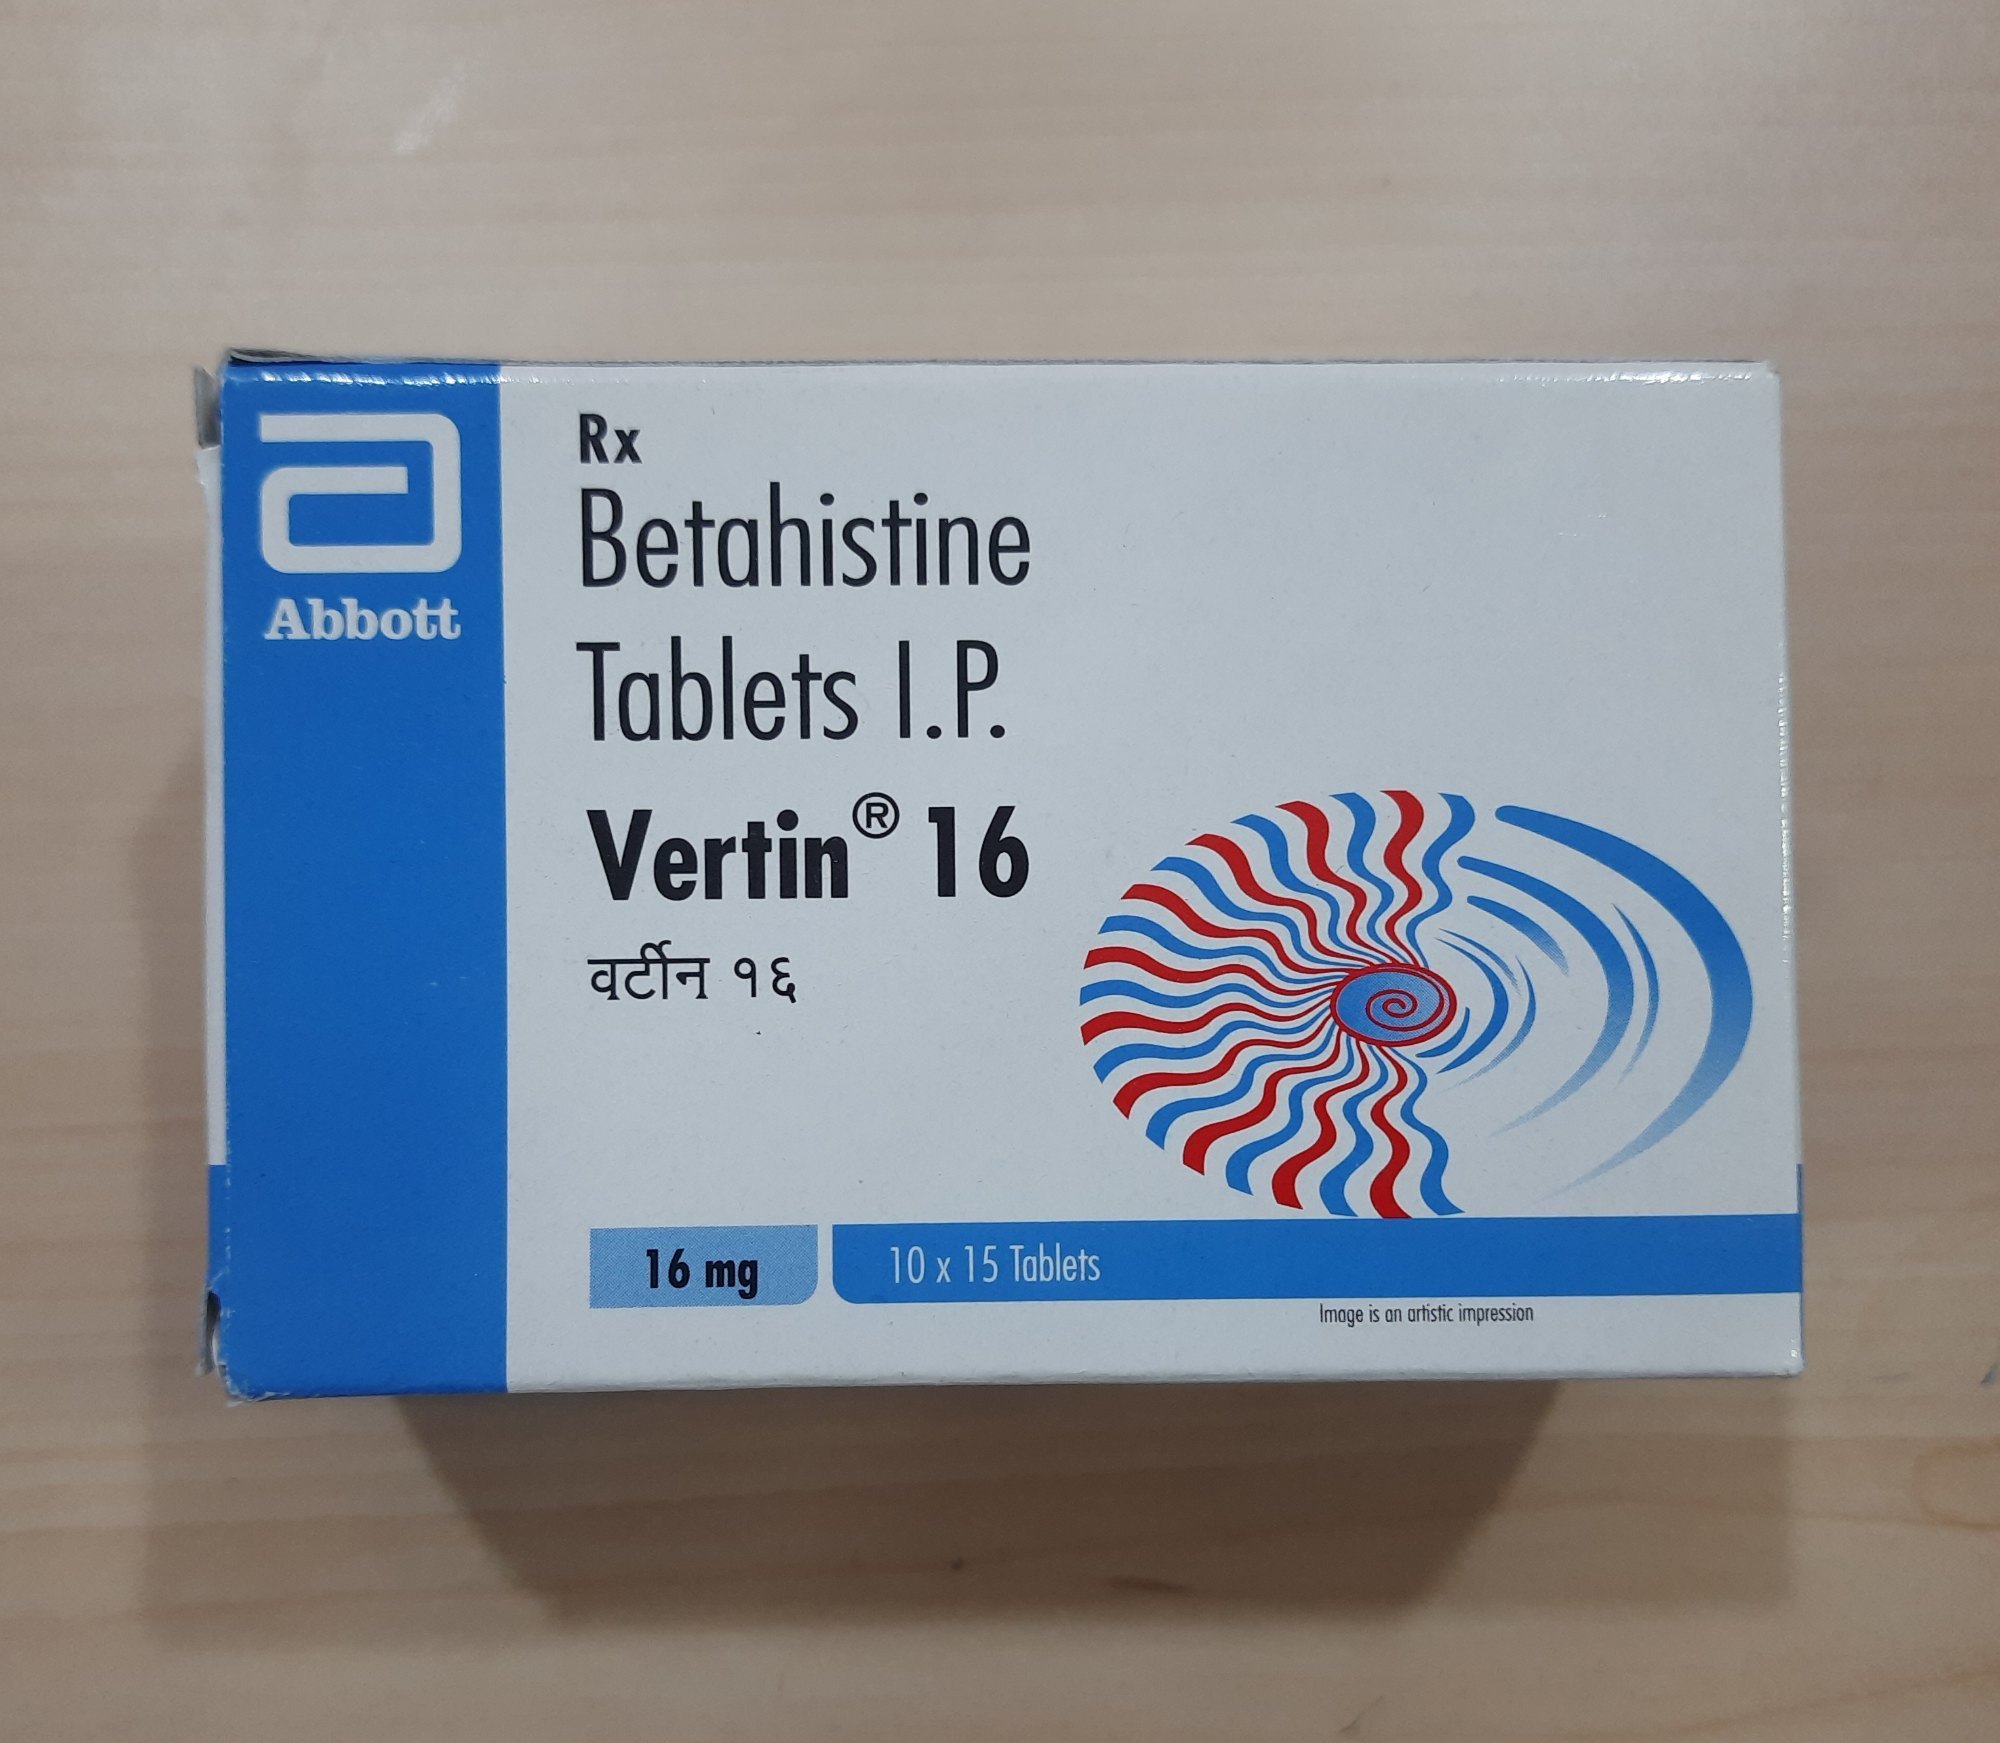 Abbott
Rx
Betahistine
Tablets I.P.
Vertin® 16
वर्टीन १६
16 mg
10 x 15 Tablets
Image is an artistic impression